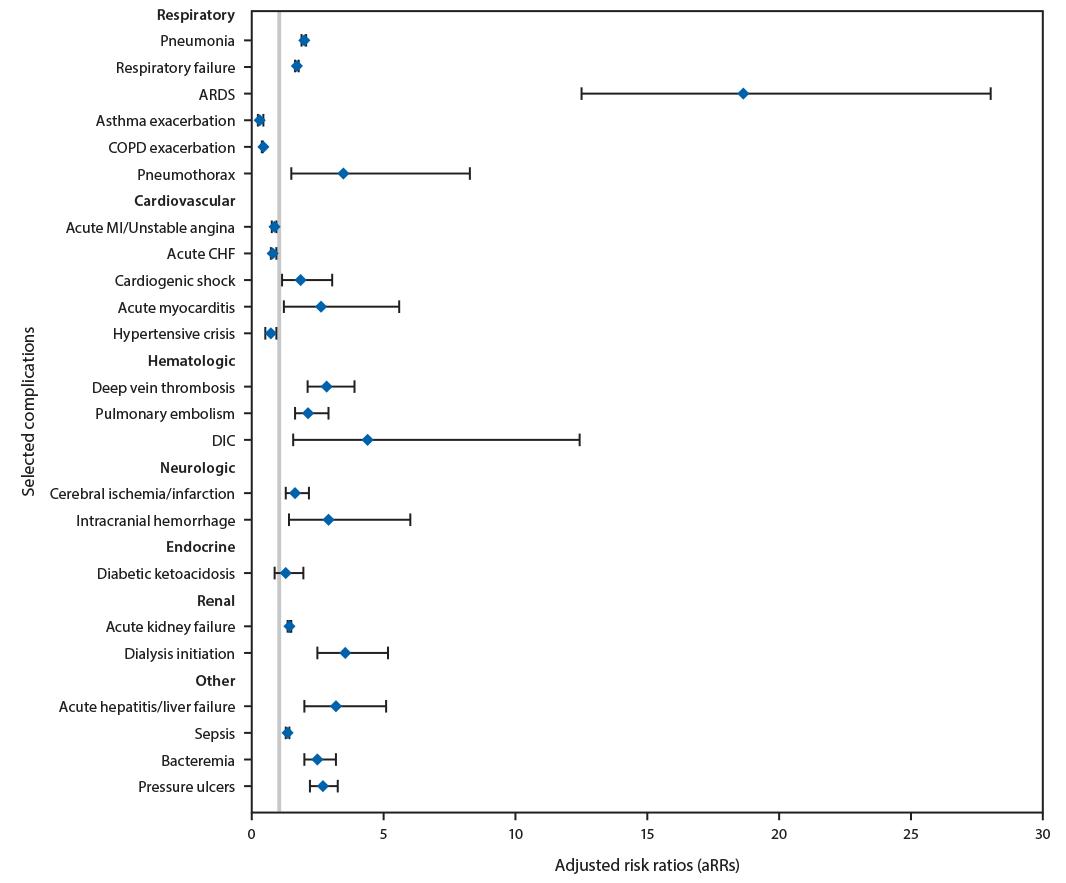 Respiratory
Pneumonia
Respiratory failure
ARDS
Asthma exacerbation
COPD exacerbation
Pneumothorax
Cardiovascular
Acute MI/Unstable angina
Acute CHF
Cardiogenic shock
Acute myocarditis
Hypertensive crisis
Hematologic
Deep vein thrombosis
Pulmonary embolism
DIC
Neurologic
Cerebral ischemia/infarction
Intracranial hemorrhage
Endocrine
Diabetic ketoacidosis
Renal
Acute kidney failure
Dialysis initiation
Other
Acute hepatitis/liver failure
Sepsis
Bacteremia
Pressure ulcers
Selected complications
0 5 10 15 20 25 30
Adjusted risk ratios (aRRs)